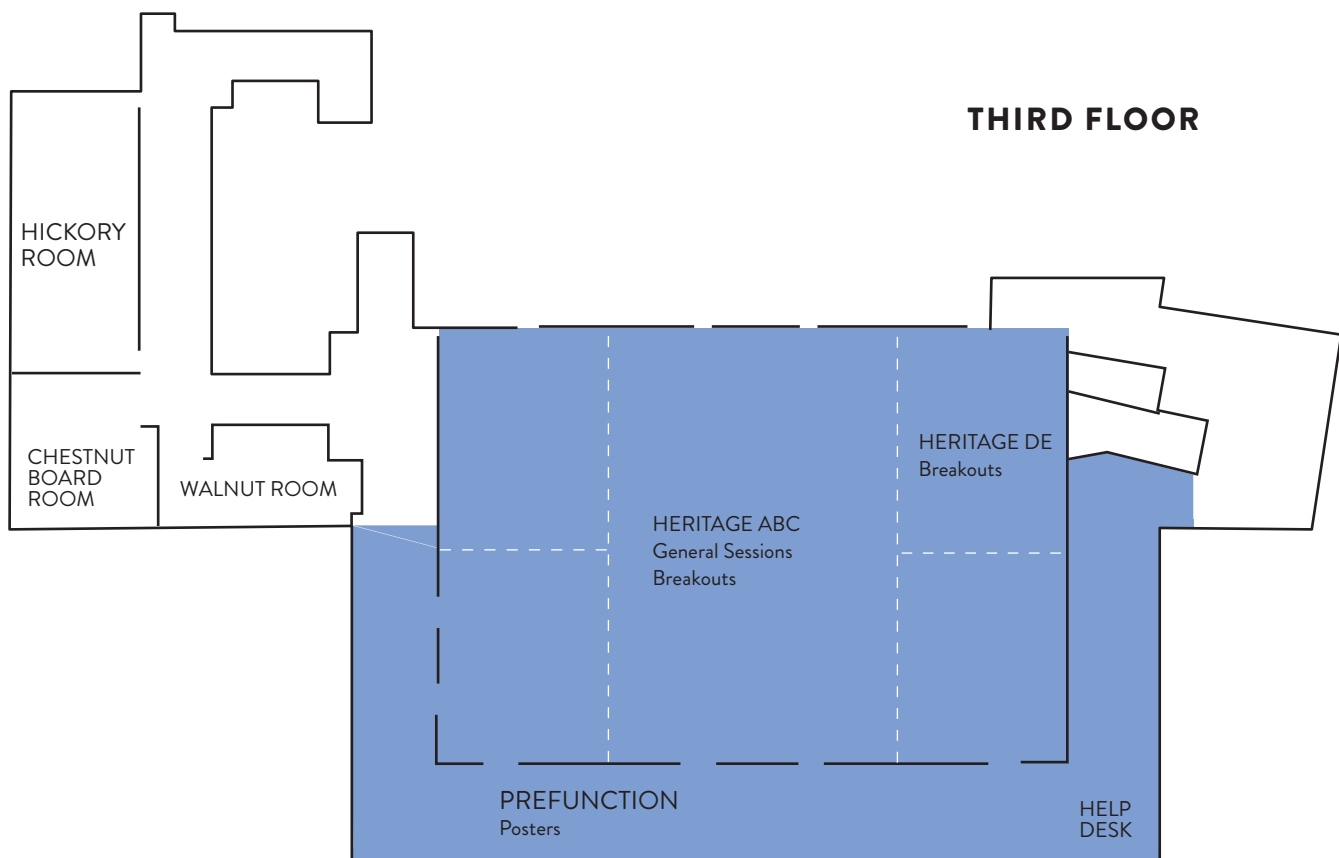 THIRD FLOOR
HICKORY
ROOM
CHESTNUT
BOARD
ROOM
WALNUT ROOM
HERITAGE DE
Breakouts
HERITAGE ABC
General Sessions
Breakouts
PREFUNCTION
Posters
HELP
DESK